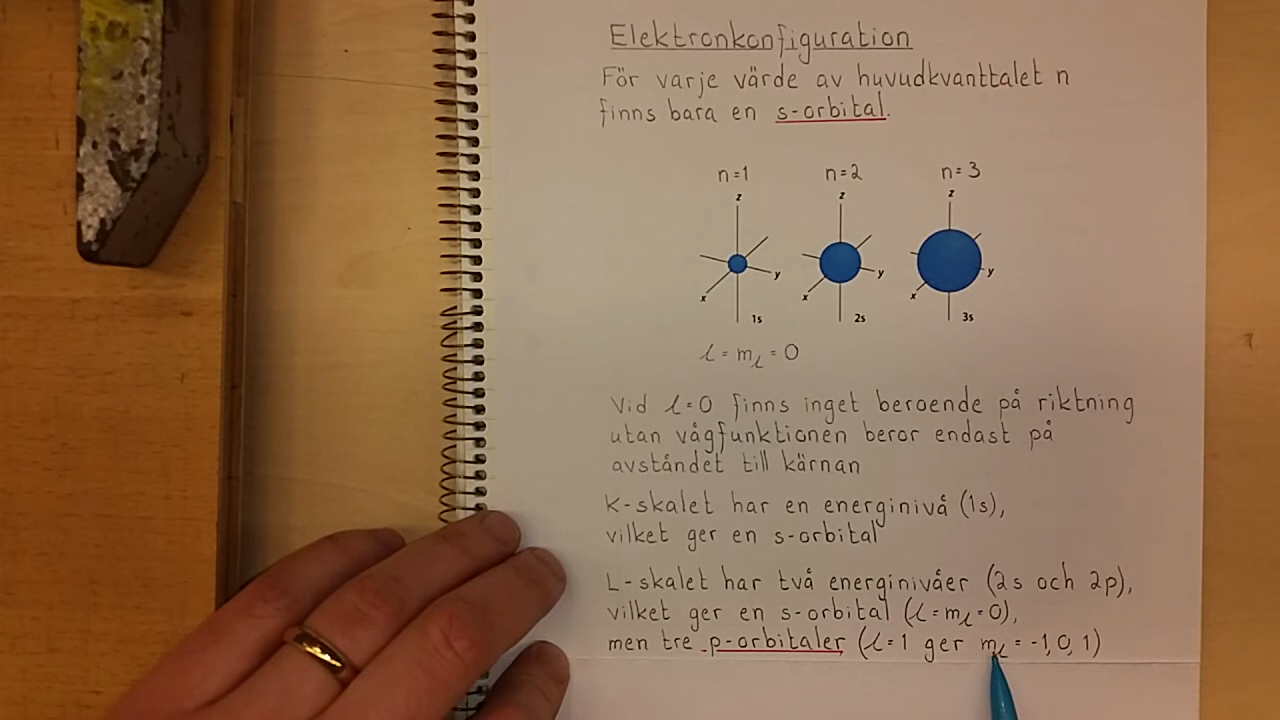 Elektronkonfiguration
För varje värde av huvudkvanttalet n
finns bara en s-orbital.
n=1 n=2 n=3
z z z
y y y
x x x
1s 2s 3s
l = mₗ = 0
Vid l=0 finns inget beroende på riktning
utan vågfunktionen beror endast på
avståndet till kärnan
K-skalet har en energinivå (1s),
vilket ger en s-orbital
L-skalet har två energinivåer (2s och 2p),
vilket ger en s-orbital (l=mₗ=0),
men tre p-orbitaler (l=1 ger mₗ = -1, 0, 1)